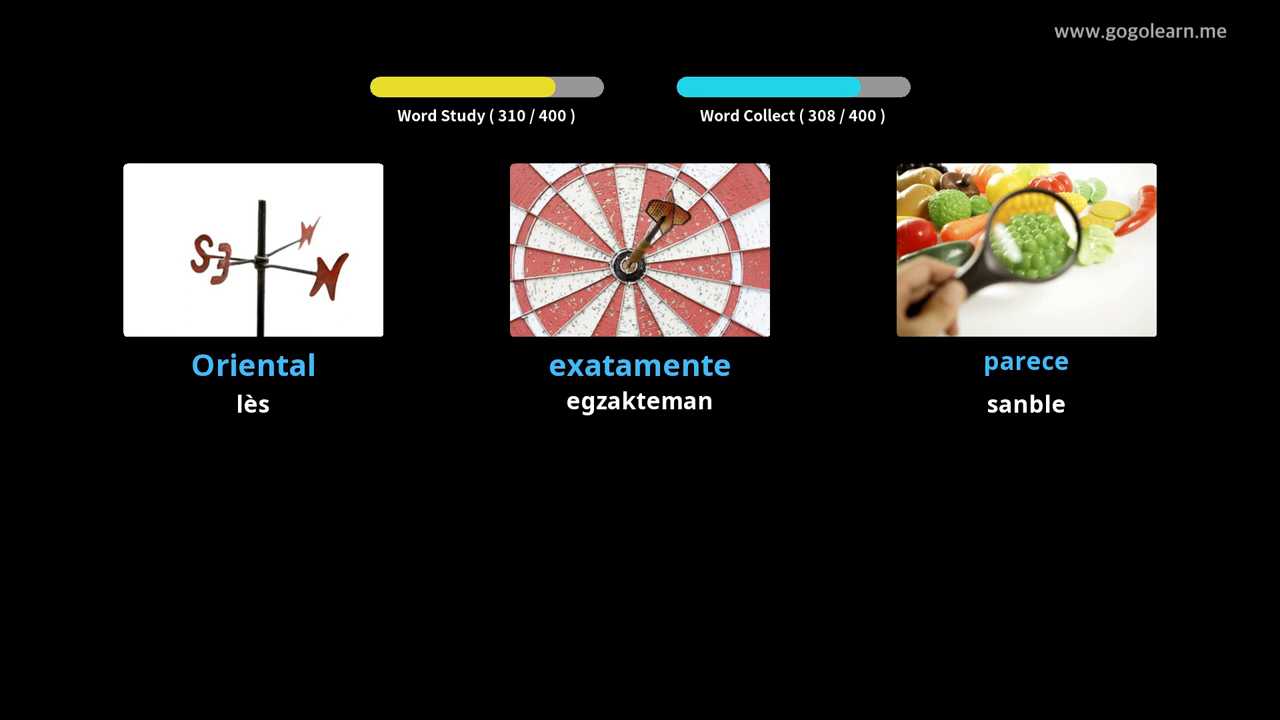 www.gogolearn.me
Word Study ( 310 / 400 )
Word Collect ( 308 / 400 )
Oriental
lès
exatamente
egzakteman
parece
sanble